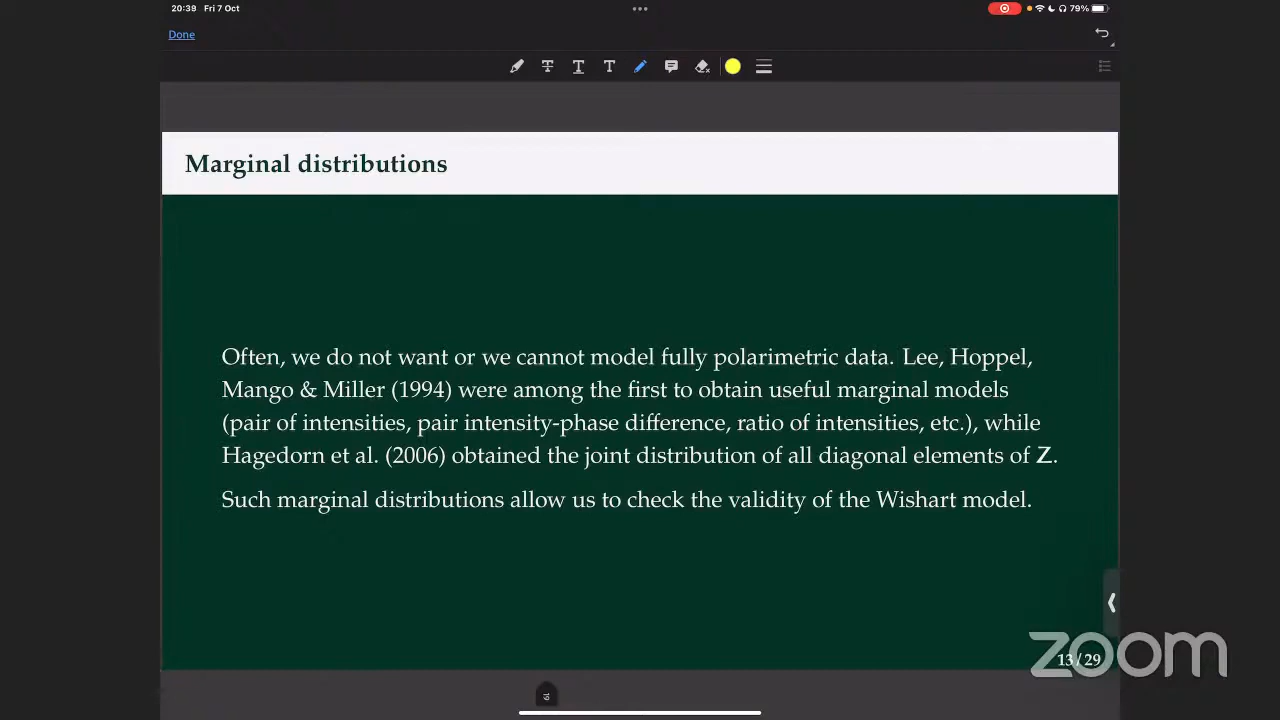 20:39 Fri 7 Oct
79%
Done
T T T
Marginal distributions
Often, we do not want or we cannot model fully polarimetric data. Lee, Hoppel,
Mango & Miller (1994) were among the first to obtain useful marginal models
(pair of intensities, pair intensity-phase difference, ratio of intensities, etc.), while
Hagedorn et al. (2006) obtained the joint distribution of all diagonal elements of Z.
Such marginal distributions allow us to check the validity of the Wishart model.
13/29
zoom